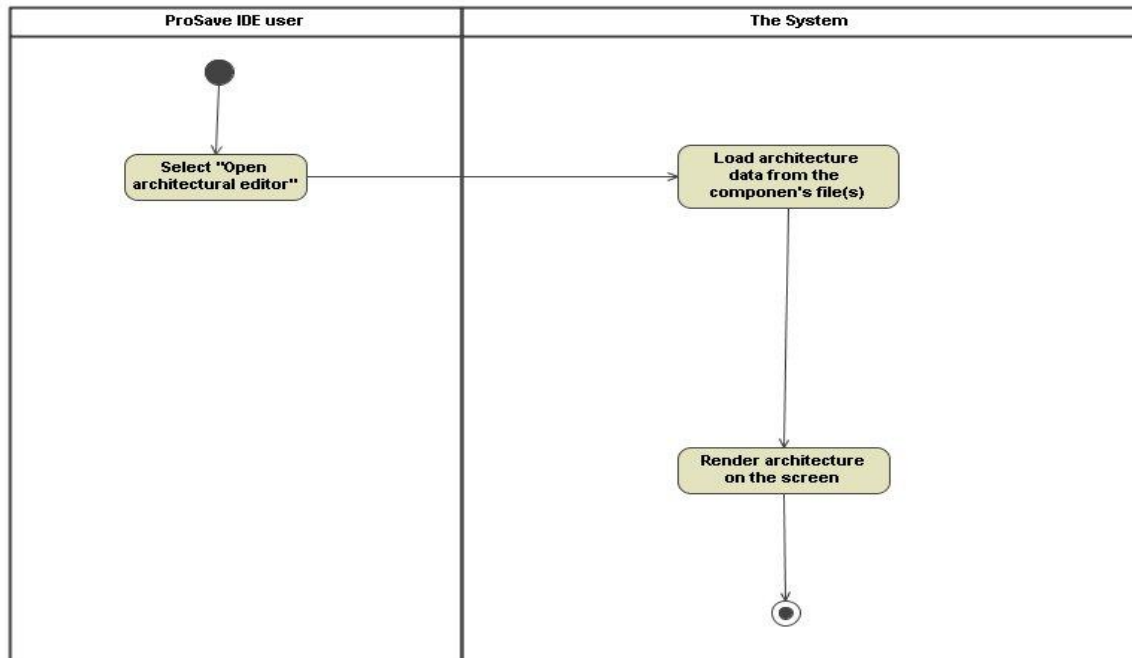 ProSave IDE user
The System
Select "Open
architectural editor"
Load architecture
data from the
componen's file(s)
Render architecture
on the screen